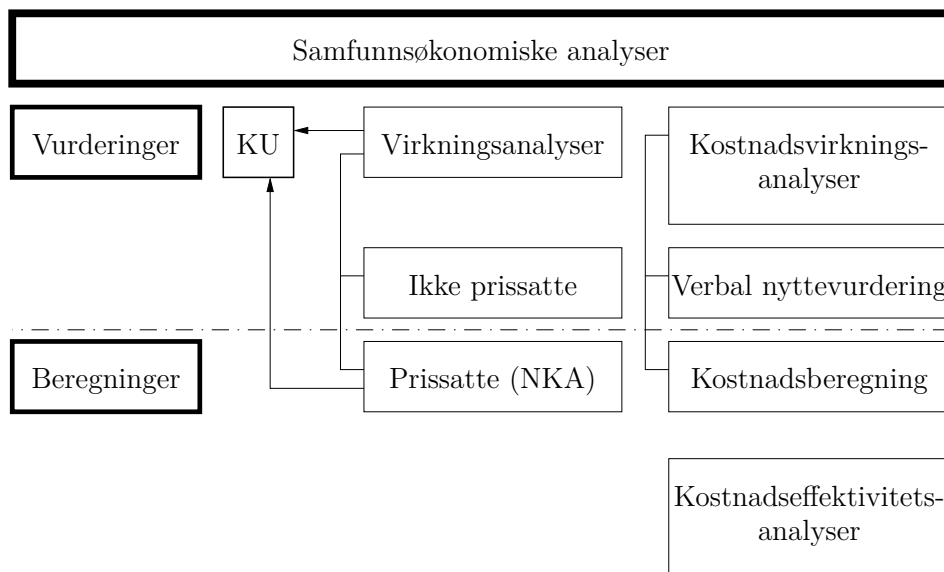 Samfunnsøkonomiske analyser
Vurderinger
KU
Virkningsanalyser
Kostnadsvirknings-
analyser
Ikke prissatte
Verbal nyttevurdering
Beregninger
Prissatte (NKA)
Kostnadsberegning
Kostnadseffektivitets-
analyser